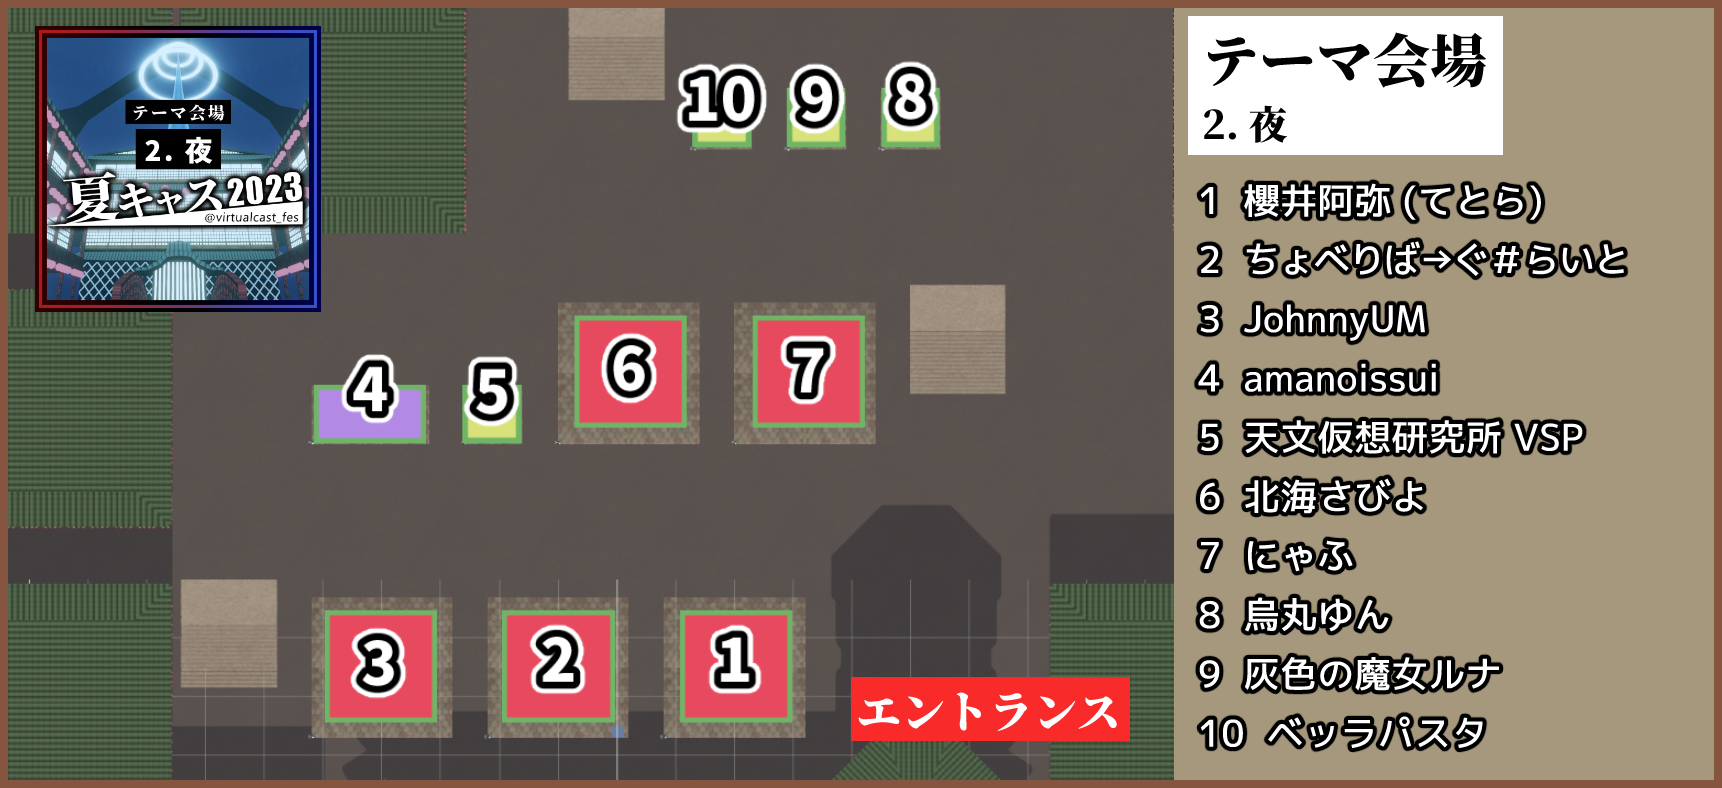 テーマ会場
2. 夜
夏キャス2023
@virtualcast_fes
10 9 8
4 5 6 7
3 2 1
エントランス
テーマ会場
2. 夜
1 櫻井阿弥 (てとら)
2 ちょべりば→ぐ#らいと
3 JohnnyUM
4 amanoissui
5 天文仮想研究所 VSP
6 北海さびよ
7 にゃふ
8 烏丸ゆん
9 灰色の魔女ルナ
10 ベッラパスタ